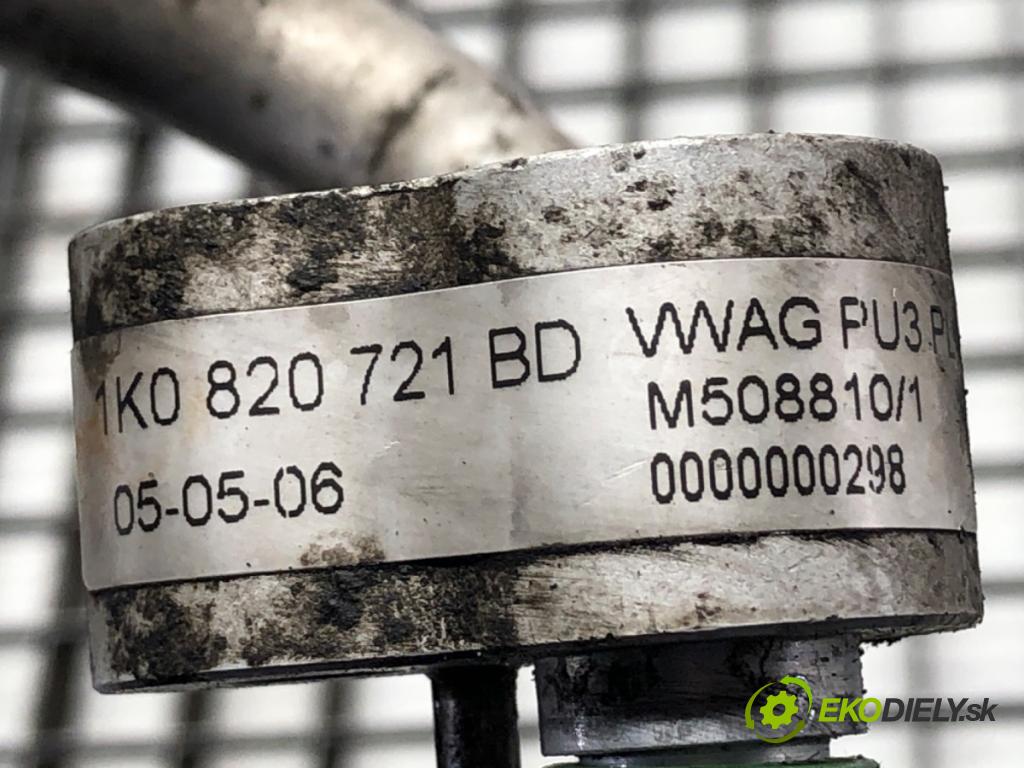 1K0 820 721 BD
05-05-06
VWAG PU3
M508810/1
0000000298
EKODIELY.sk